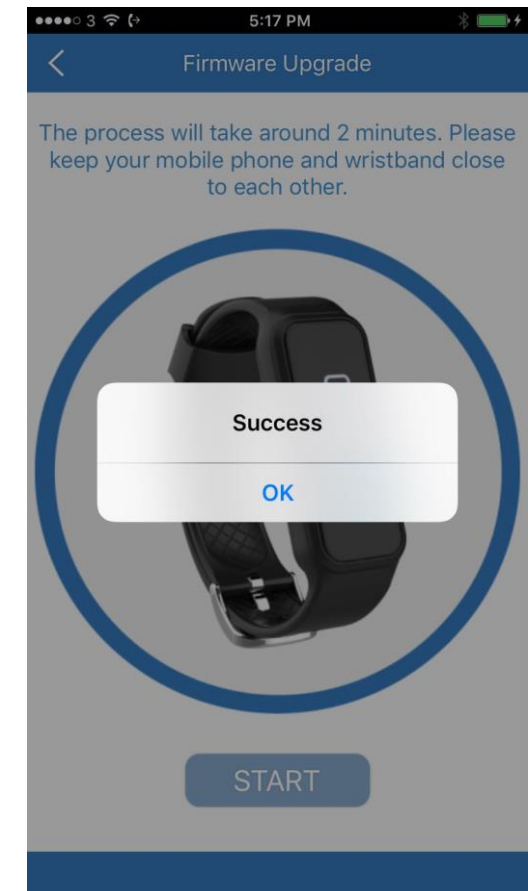 3 5:17 PM
Firmware Upgrade
The process will take around 2 minutes. Please
keep your mobile phone and wristband close
to each other.
Success
OK
START